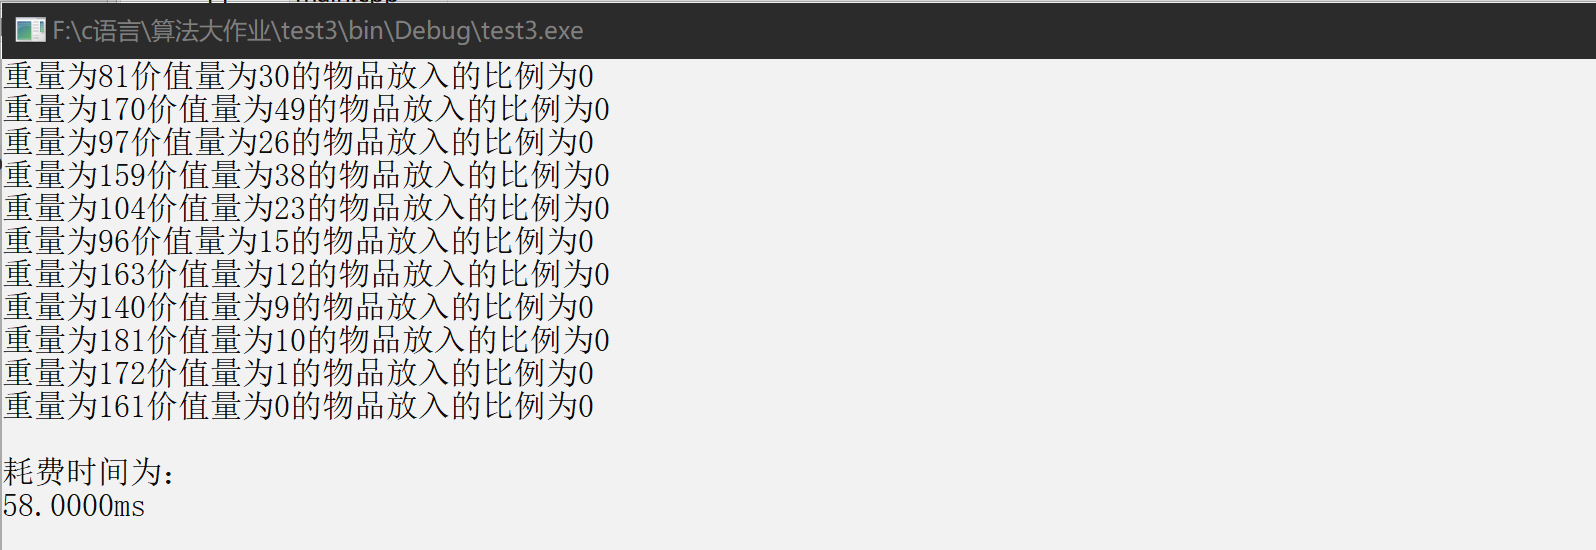 F:\c语言\算法大作业\test3\bin\Debug\test3.exe
重量为81价值量为30的物品放入的比例为0
重量为170价值量为49的物品放入的比例为0
重量为97价值量为26的物品放入的比例为0
重量为159价值量为38的物品放入的比例为0
重量为104价值量为23的物品放入的比例为0
重量为96价值量为15的物品放入的比例为0
重量为163价值量为12的物品放入的比例为0
重量为140价值量为9的物品放入的比例为0
重量为181价值量为10的物品放入的比例为0
重量为172价值量为1的物品放入的比例为0
重量为161价值量为0的物品放入的比例为0
耗费时间为:
58.0000ms